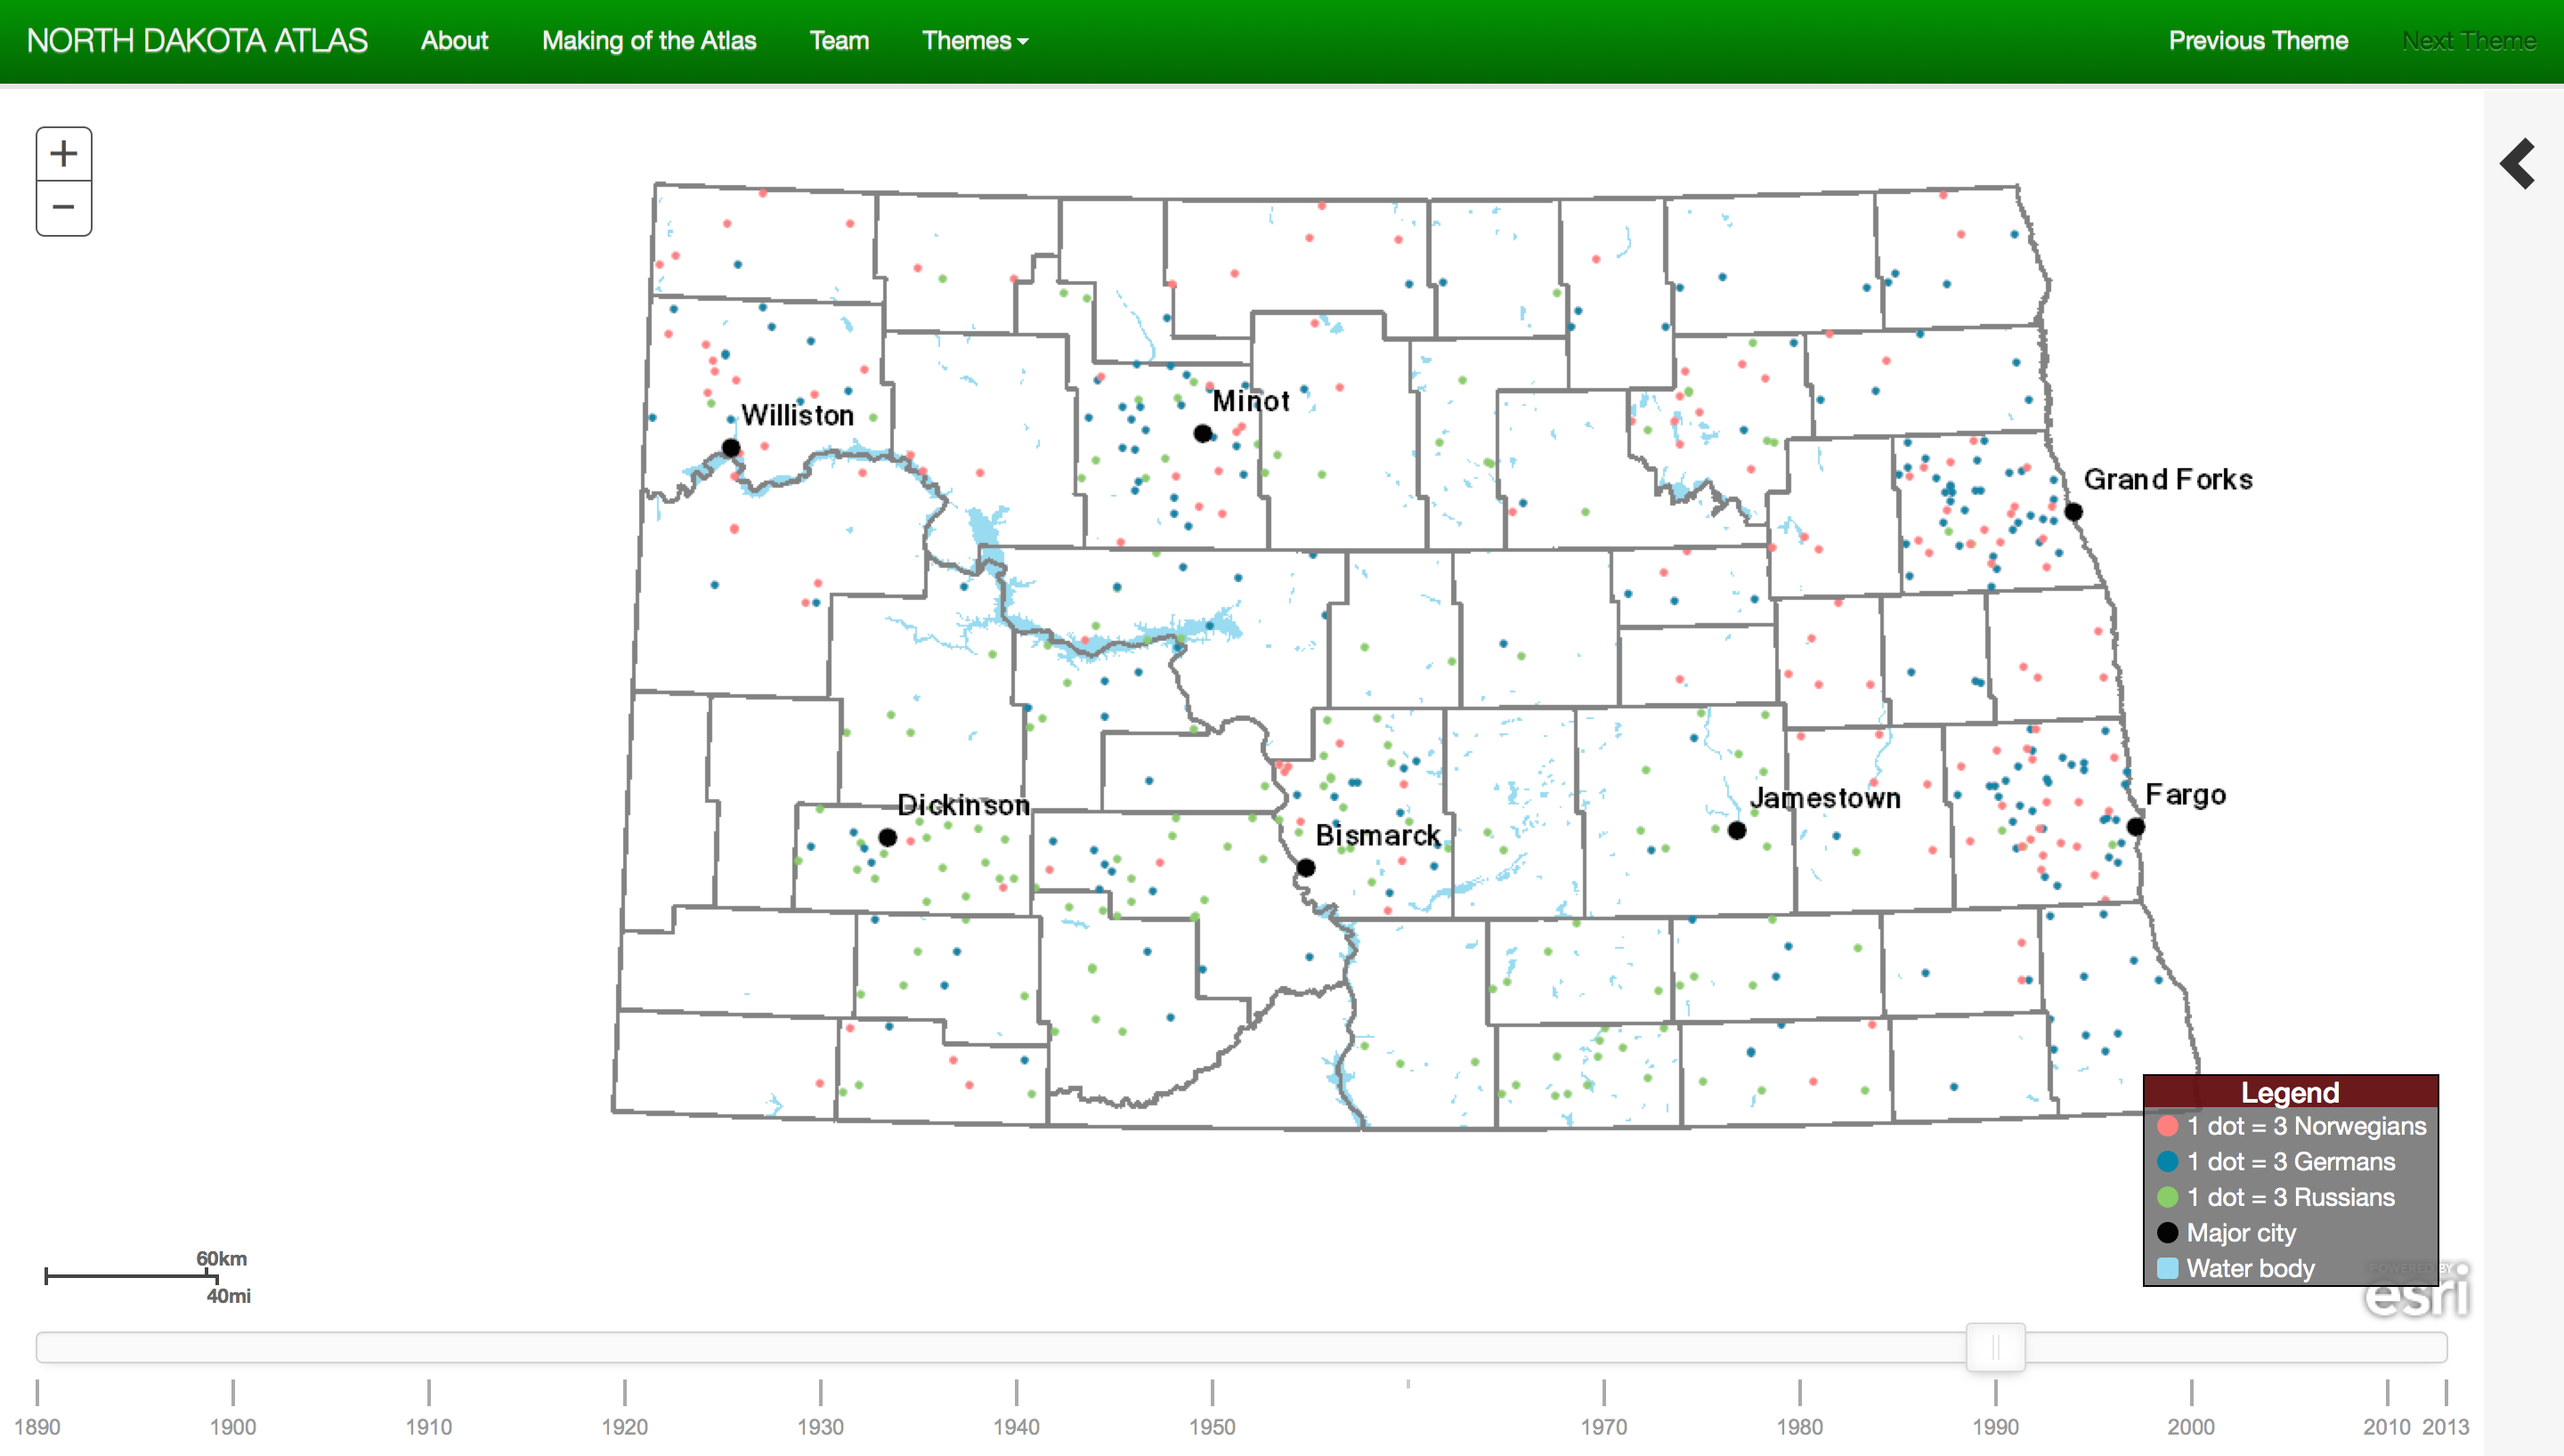 NORTH DAKOTA ATLAS About Making of the Atlas Team Themes Previous Theme Next Theme
+
−
Williston
Minot
Grand Forks
Dickinson
Bismarck
Jamestown
Fargo
Legend
1 dot = 3 Norwegians
1 dot = 3 Germans
1 dot = 3 Russians
Major city
Water body
POWERED BY
esri
60km
40mi
1890 1900 1910 1920 1930 1940 1950 1970 1980 1990 2000 2010 2013